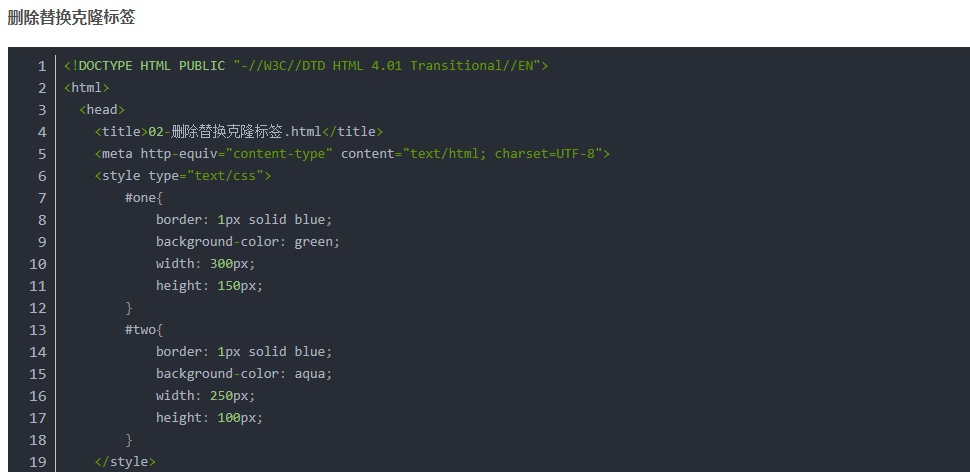 删除替换克隆标签
1 <!DOCTYPE HTML PUBLIC "-//W3C//DTD HTML 4.01 Transitional//EN">
2 <html>
3 <head>
4 <title>02-删除替换克隆标签.html</title>
5 <meta http-equiv="content-type" content="text/html; charset=UTF-8">
6 <style type="text/css">
7 #one{
8 border: 1px solid blue;
9 background-color: green;
10 width: 300px;
11 height: 150px;
12 }
13 #two{
14 border: 1px solid blue;
15 background-color: aqua;
16 width: 250px;
17 height: 100px;
18 }
19 </style>